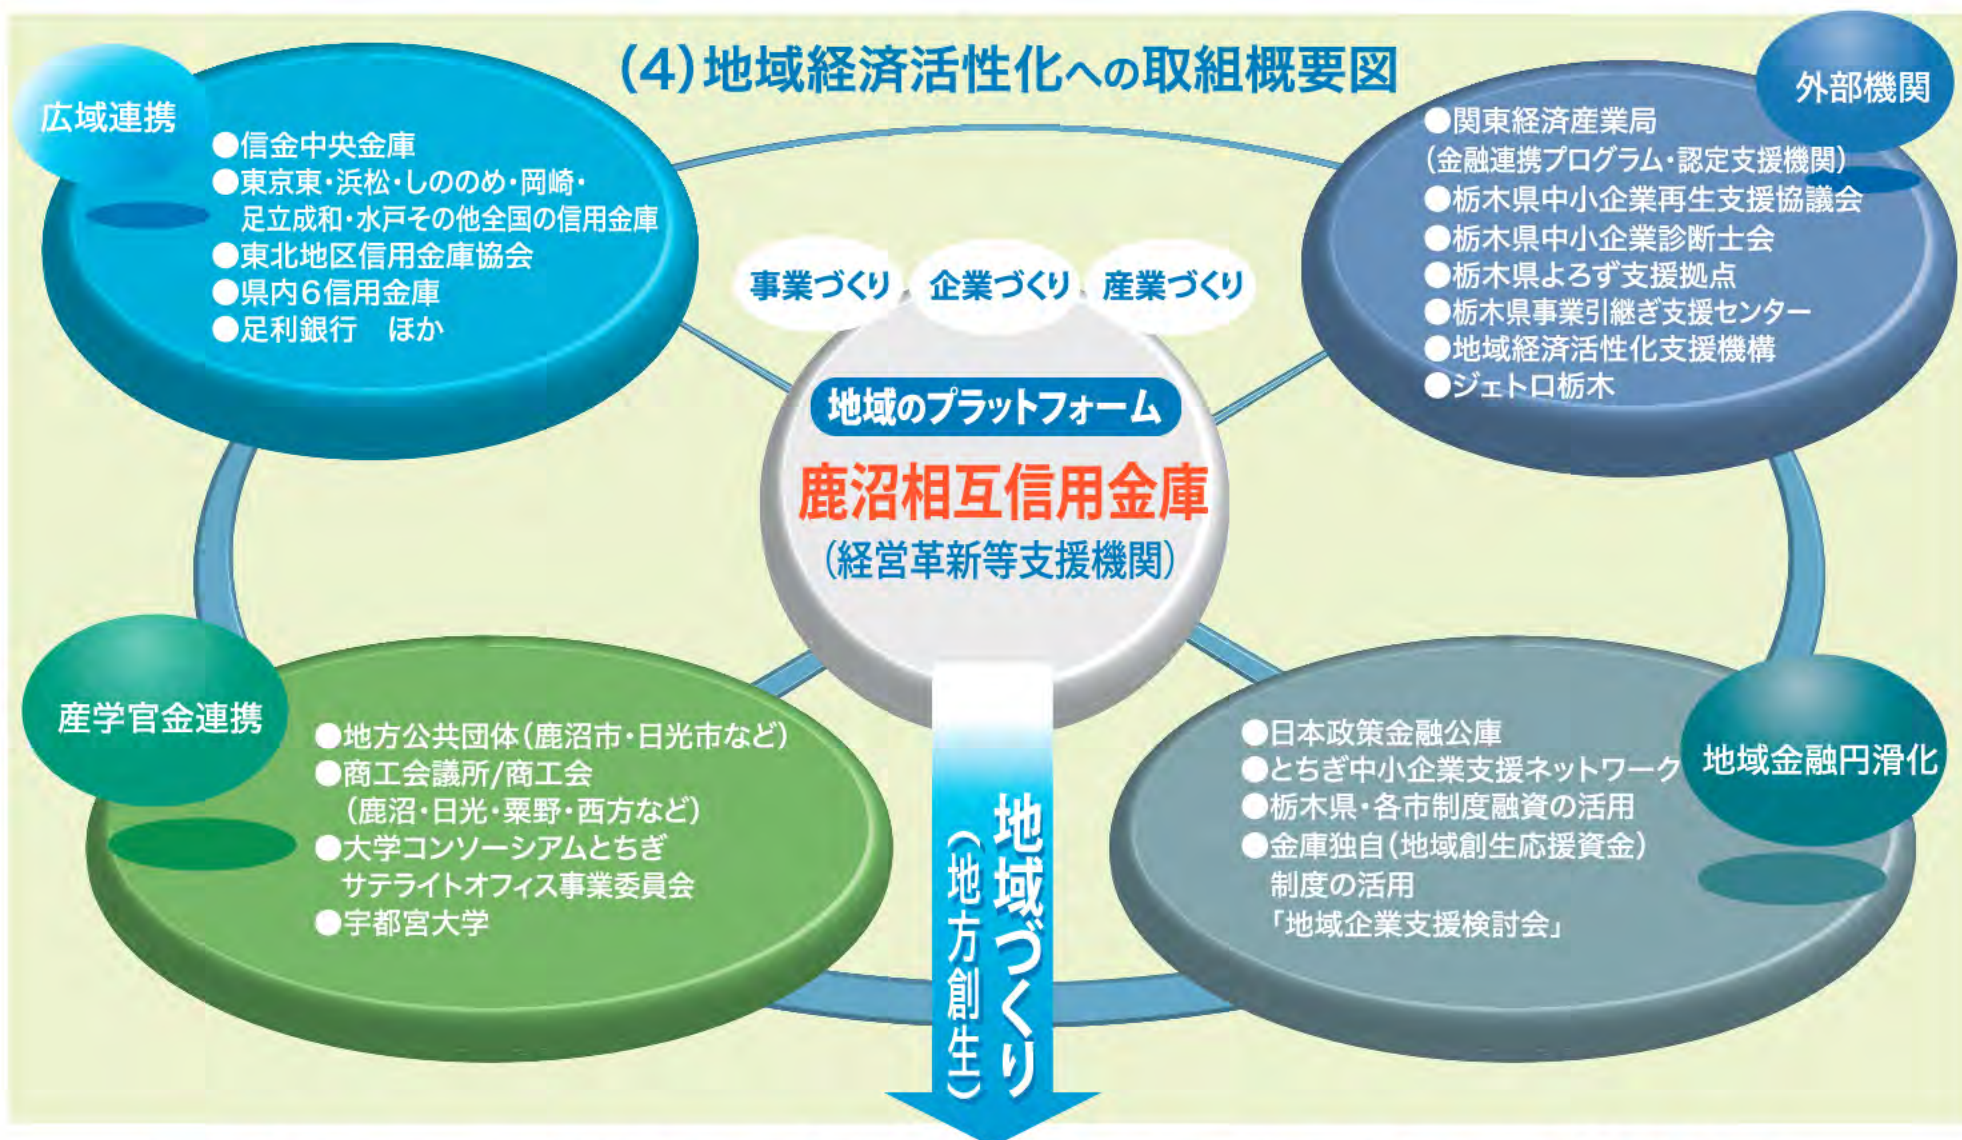 (4)地域経済活性化への取組概要図
広域連携
●信金中央金庫
●東京東・浜松・しののめ・岡崎・
足立成和・水戸その他全国の信用金庫
●東北地区信用金庫協会
●県内6信用金庫
●足利銀行　ほか
外部機関
●関東経済産業局
(金融連携プログラム・認定支援機関)
●栃木県中小企業再生支援協議会
●栃木県中小企業診断士会
●栃木県よろず支援拠点
●栃木県事業引継ぎ支援センター
●地域経済活性化支援機構
●ジェトロ栃木
事業づくり 企業づくり 産業づくり
地域のプラットフォーム
鹿沼相互信用金庫
(経営革新等支援機関)
産学官金連携
●地方公共団体(鹿沼市・日光市など)
●商工会議所/商工会
(鹿沼・日光・粟野・西方など)
●大学コンソーシアムとちぎ
サテライトオフィス事業委員会
●宇都宮大学
地域金融円滑化
●日本政策金融公庫
●とちぎ中小企業支援ネットワーク
●栃木県・各市制度融資の活用
●金庫独自(地域創生応援資金)
制度の活用
「地域企業支援検討会」
地域づくり
(地方創生)